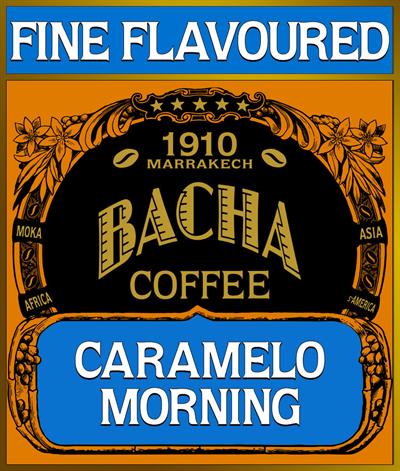 FINE FLAVOURED
1910
MARRAKECH
BACHA
COFFEE
MOKA
ASIA
AFRICA
S·AMERICA
CARAMELO
MORNING